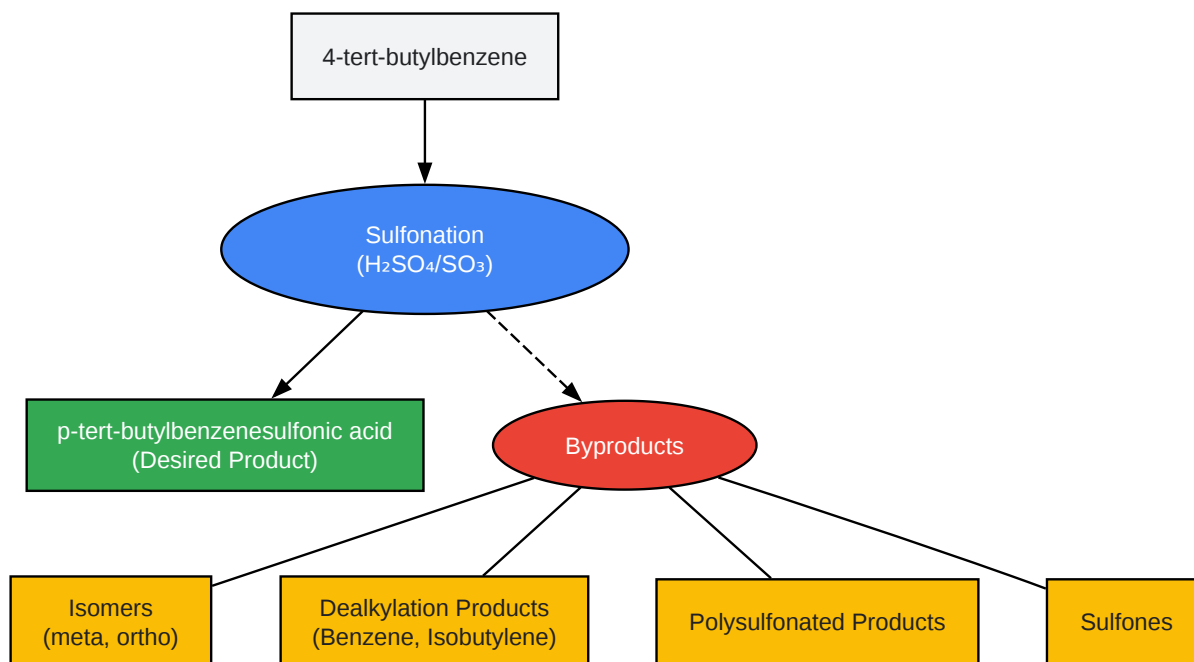 4-tert-butylbenzene
Sulfonation
(H₂SO₄/SO₃)
p-tert-butylbenzenesulfonic acid
(Desired Product)
Byproducts
Isomers
(meta, ortho)
Dealkylation Products
(Benzene, Isobutylene)
Polysulfonated Products
Sulfones